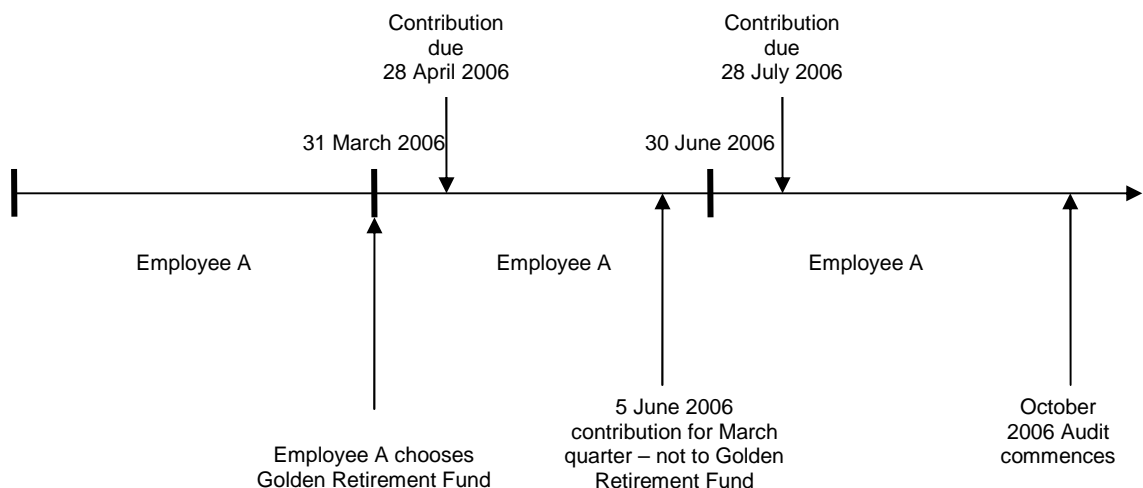 Contribution
due
28 April 2006
Contribution
due
28 July 2006
31 March 2006
30 June 2006
Employee A
Employee A
Employee A
Employee A chooses
Golden Retirement Fund
5 June 2006
contribution for March
quarter – not to Golden
Retirement Fund
October
2006 Audit
commences